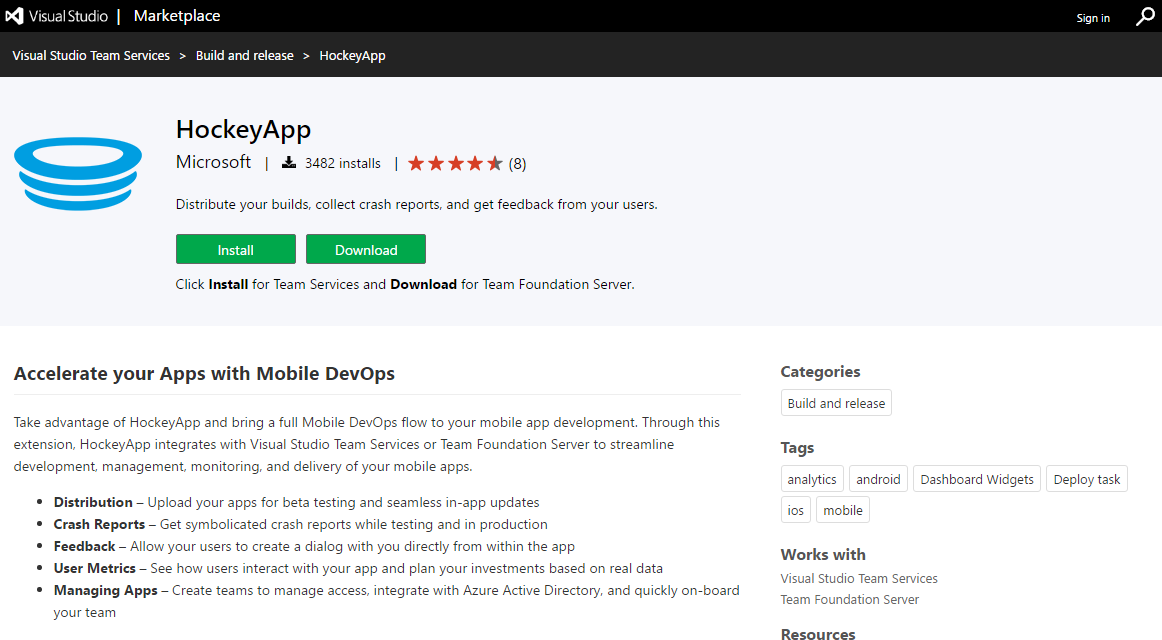 Visual Studio | Marketplace
Sign in
Visual Studio Team Services > Build and release > HockeyApp
HockeyApp
Microsoft | 3482 installs | (8)
Distribute your builds, collect crash reports, and get feedback from your users.
Install Download
Click Install for Team Services and Download for Team Foundation Server.
Accelerate your Apps with Mobile DevOps
Take advantage of HockeyApp and bring a full Mobile DevOps flow to your mobile app development. Through this
extension, HockeyApp integrates with Visual Studio Team Services or Team Foundation Server to streamline
development, management, monitoring, and delivery of your mobile apps.
• Distribution – Upload your apps for beta testing and seamless in-app updates
• Crash Reports – Get symbolicated crash reports while testing and in production
• Feedback – Allow your users to create a dialog with you directly from within the app
• User Metrics – See how users interact with your app and plan your investments based on real data
• Managing Apps – Create teams to manage access, integrate with Azure Active Directory, and quickly on-board
your team
Categories
Build and release
Tags
analytics android Dashboard Widgets Deploy task
ios mobile
Works with
Visual Studio Team Services
Team Foundation Server
Resources